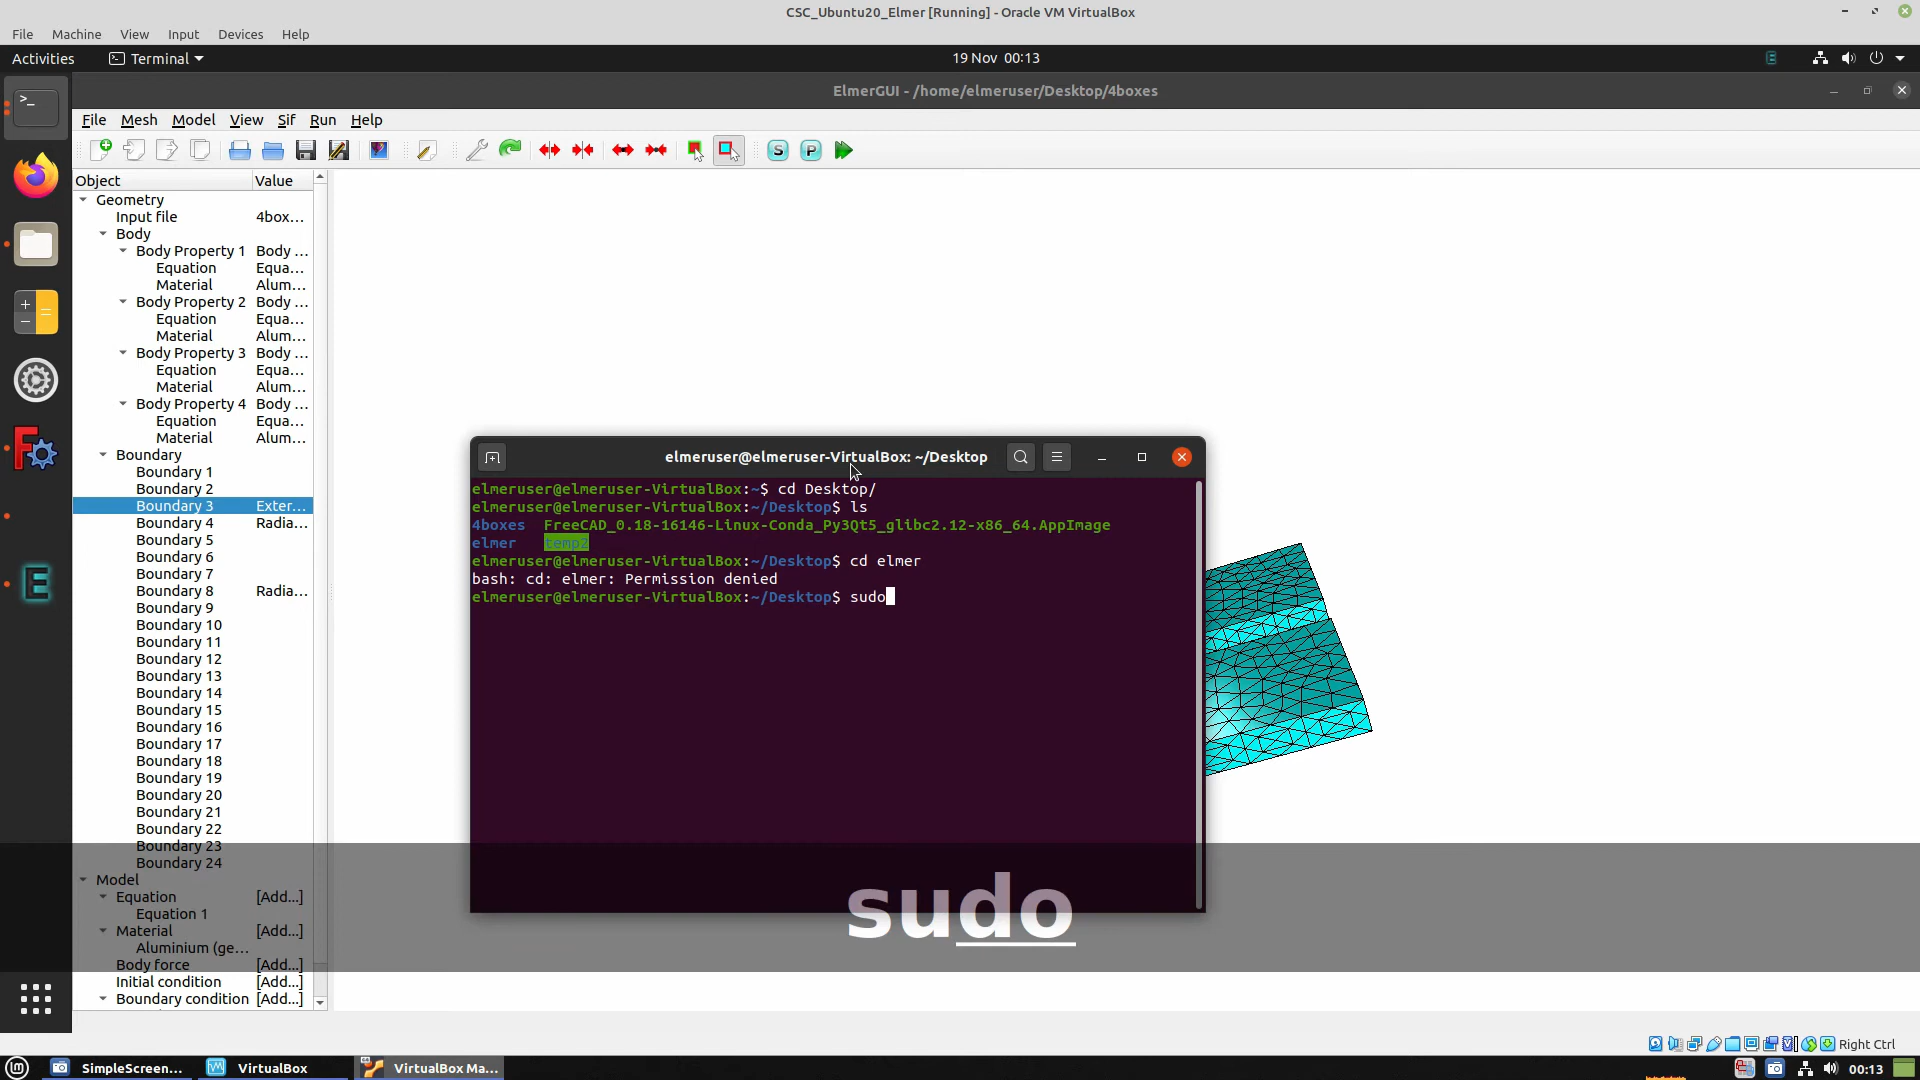 CSC_Ubuntu20_Elmer [Running] - Oracle VM VirtualBox
File Machine View Input Devices Help
Activities Terminal 19 Nov 00:13
ElmerGUI - /home/elmeruser/Desktop/4boxes
File Mesh Model View Sif Run Help
S P
Object Value
Geometry
Input file 4box...
Body
Body Property 1 Body ...
Equation Equa...
Material Alum...
Body Property 2 Body ...
Equation Equa...
Material Alum...
Body Property 3 Body ...
Equation Equa...
Material Alum...
Body Property 4 Body ...
Equation Equa...
Material Alum...
Boundary
Boundary 1
Boundary 2
Boundary 3 Exter...
Boundary 4 Radia...
Boundary 5
Boundary 6
Boundary 7
Boundary 8 Radia...
Boundary 9
Boundary 10
Boundary 11
Boundary 12
Boundary 13
Boundary 14
Boundary 15
Boundary 16
Boundary 17
Boundary 18
Boundary 19
Boundary 20
Boundary 21
Boundary 22
Boundary 23
Boundary 24
Model
Equation [Add...]
Equation 1
Material [Add...]
Aluminium (ge...
Body force [Add...]
Initial condition [Add...]
Boundary condition [Add...]
elmeruser@elmeruser-VirtualBox: ~/Desktop
elmeruser@elmeruser-VirtualBox:~$ cd Desktop/
elmeruser@elmeruser-VirtualBox:~/Desktop$ ls
4boxes FreeCAD_0.18-16146-Linux-Conda_Py3Qt5_glibc2.12-x86_64.AppImage
elmer temp2
elmeruser@elmeruser-VirtualBox:~/Desktop$ cd elmer
bash: cd: elmer: Permission denied
elmeruser@elmeruser-VirtualBox:~/Desktop$ sudo
sudo
Right Ctrl
SimpleScreen... VirtualBox VirtualBox Ma... 00:13